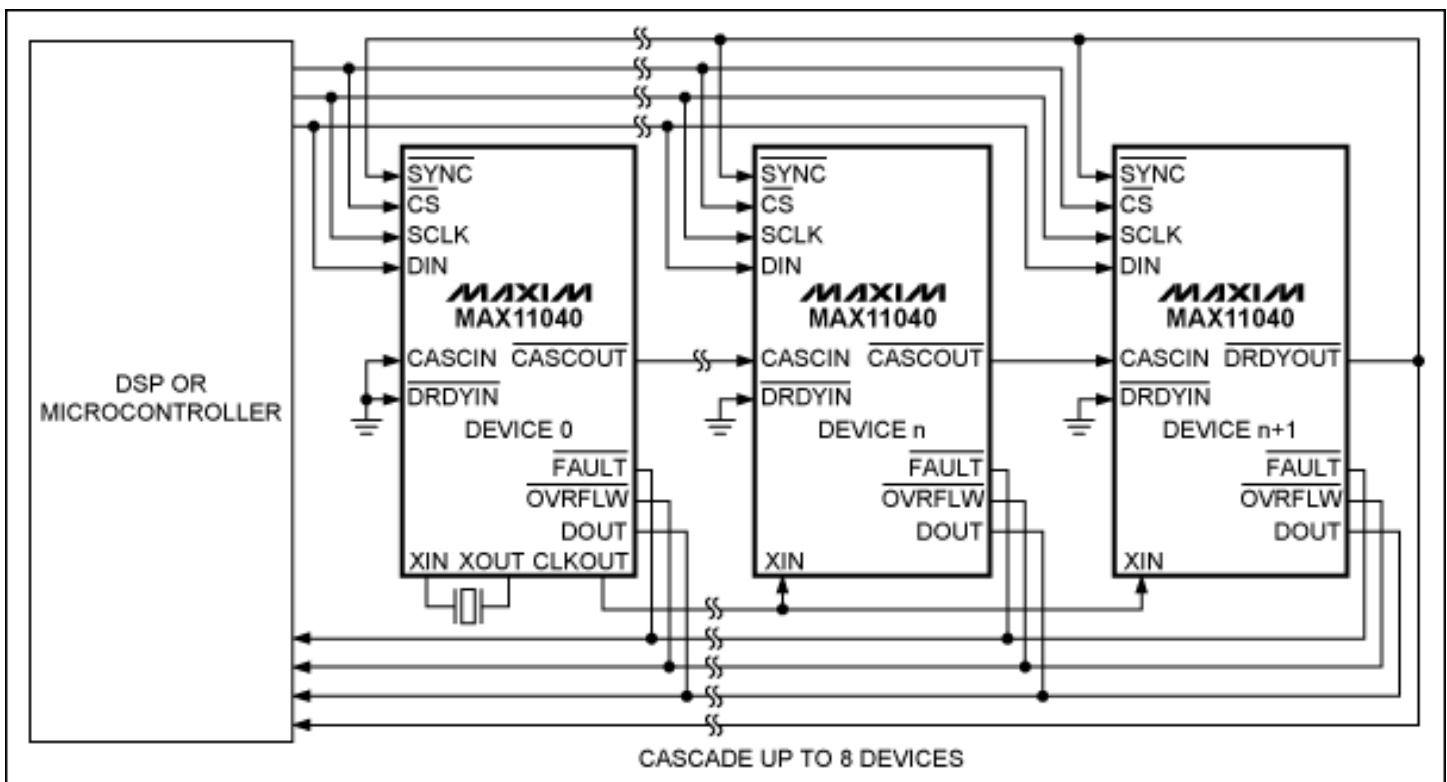 DSP OR
MICROCONTROLLER
SYNC
CS
SCLK
DIN
MAXIM
MAX11040
CASCIN CASCOUT
DRDYIN
DEVICE 0
FAULT
OVRFLW
DOUT
XIN XOUT CLKOUT
SYNC
CS
SCLK
DIN
MAXIM
MAX11040
CASCIN CASCOUT
DRDYIN
DEVICE n
FAULT
OVRFLW
DOUT
XIN
SYNC
CS
SCLK
DIN
MAXIM
MAX11040
CASCIN DRDYOUT
DRDYIN
DEVICE n+1
FAULT
OVRFLW
DOUT
XIN
CASCADE UP TO 8 DEVICES